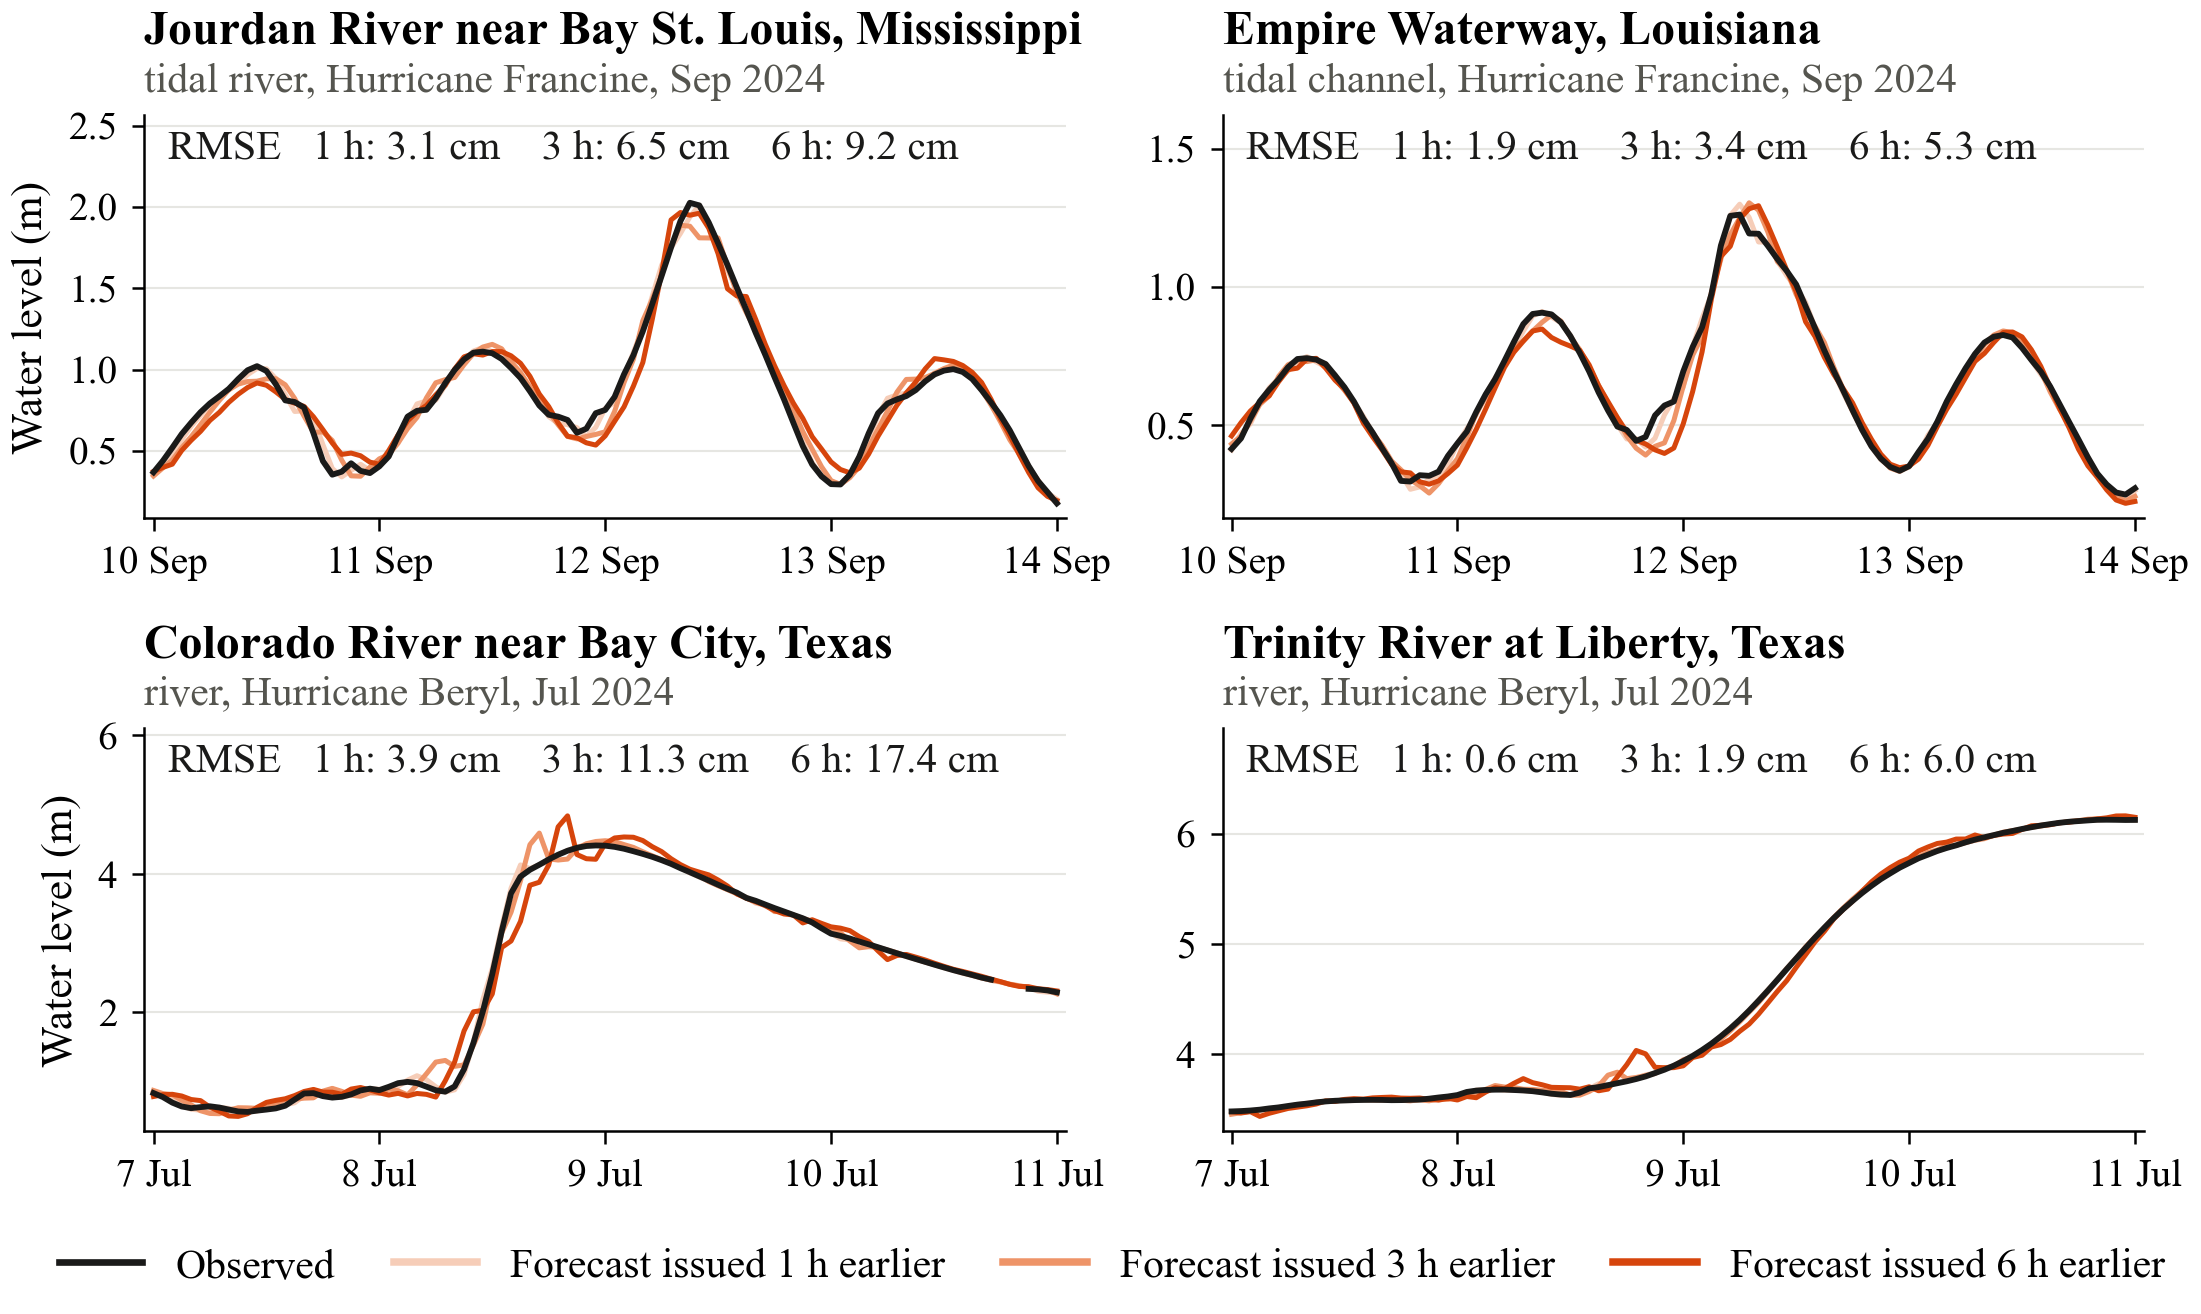 Jourdan River near Bay St. Louis, Mississippi
tidal river, Hurricane Francine, Sep 2024
RMSE 1 h: 3.1 cm 3 h: 6.5 cm 6 h: 9.2 cm
Water level (m)
2.5
2.0
1.5
1.0
0.5
10 Sep 11 Sep 12 Sep 13 Sep 14 Sep
Empire Waterway, Louisiana
tidal channel, Hurricane Francine, Sep 2024
RMSE 1 h: 1.9 cm 3 h: 3.4 cm 6 h: 5.3 cm
1.5
1.0
0.5
10 Sep 11 Sep 12 Sep 13 Sep 14 Sep
Colorado River near Bay City, Texas
river, Hurricane Beryl, Jul 2024
RMSE 1 h: 3.9 cm 3 h: 11.3 cm 6 h: 17.4 cm
Water level (m)
6
4
2
7 Jul 8 Jul 9 Jul 10 Jul 11 Jul
Trinity River at Liberty, Texas
river, Hurricane Beryl, Jul 2024
RMSE 1 h: 0.6 cm 3 h: 1.9 cm 6 h: 6.0 cm
6
5
4
7 Jul 8 Jul 9 Jul 10 Jul 11 Jul
Observed Forecast issued 1 h earlier Forecast issued 3 h earlier Forecast issued 6 h earlier